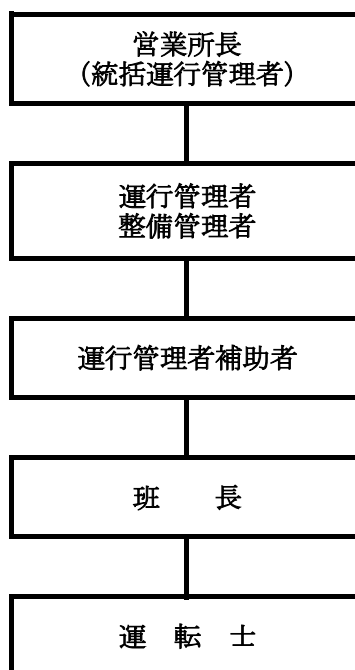 営業所長
（統括運行管理者）
運行管理者
整備管理者
運行管理者補助者
班　　長
運　転　士